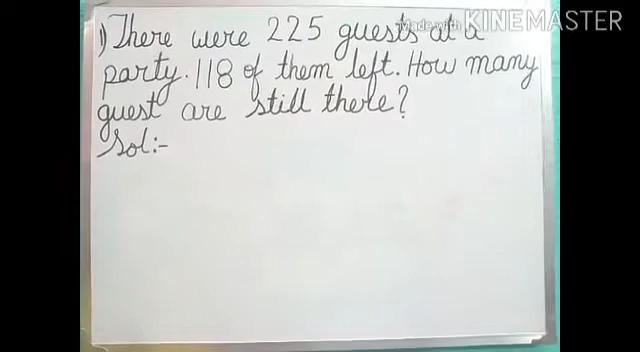 Made with KINEMASTER
1) There were 225 guests at a
party. 118 of them left. How many
guest are still there?
Sol:-